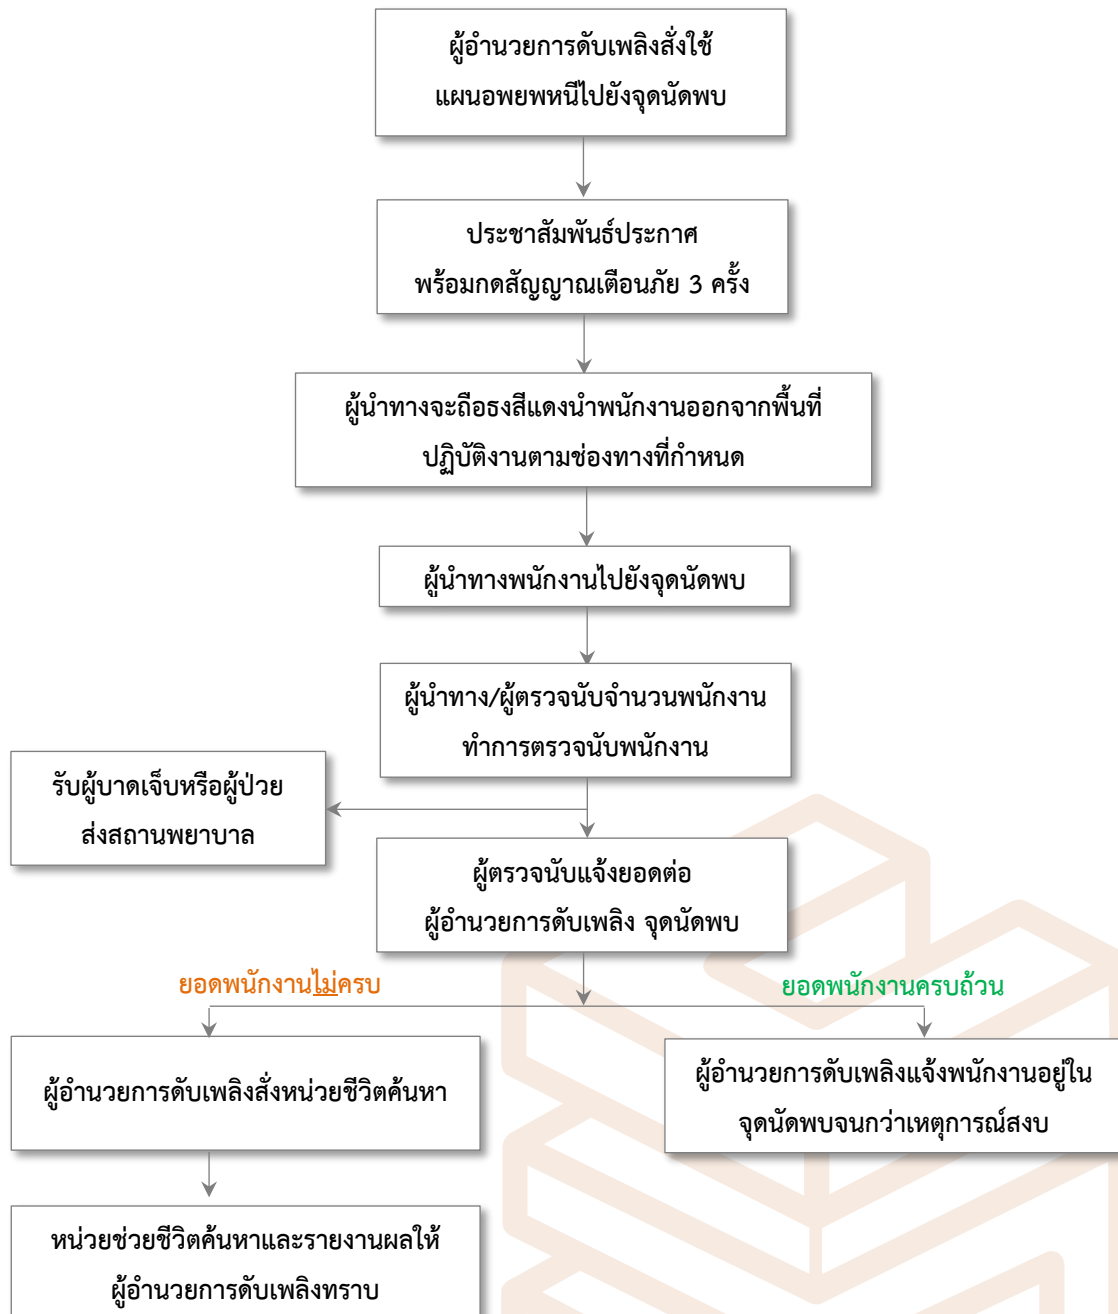 ผู้อำนวยการดับเพลิงสั่งใช้
แผนอพยพหนีไปยังจุดนัดพบ
ประชาสัมพันธ์ประกาศ
พร้อมกดสัญญาณเตือนภัย 3 ครั้ง
ผู้นำทางจะถือธงสีแดงนำพนักงานออกจากพื้นที่
ปฏิบัติงานตามช่องทางที่กำหนด
ผู้นำทางพนักงานไปยังจุดนัดพบ
ผู้นำทาง/ผู้ตรวจนับจำนวนพนักงาน
ทำการตรวจนับพนักงาน
รับผู้บาดเจ็บหรือผู้ป่วย
ส่งสถานพยาบาล
ผู้ตรวจนับแจ้งยอดต่อ
ผู้อำนวยการดับเพลิง จุดนัดพบ
ยอดพนักงานไม่ครบ
ยอดพนักงานครบถ้วน
ผู้อำนวยการดับเพลิงสั่งหน่วยชีวิตค้นหา
ผู้อำนวยการดับเพลิงแจ้งพนักงานอยู่ใน
จุดนัดพบจนกว่าเหตุการณ์สงบ
หน่วยช่วยชีวิตค้นหาและรายงานผลให้
ผู้อำนวยการดับเพลิงทราบ